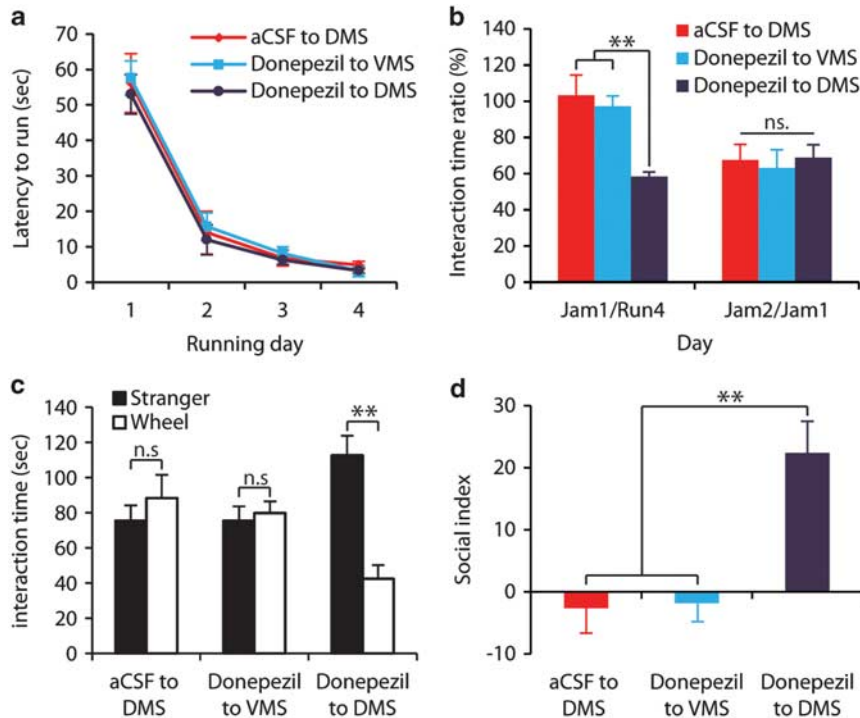 a
aCSF to DMS
Donepezil to VMS
Donepezil to DMS
Latency to run (sec)
70
60
50
40
30
20
10
0
1 2 3 4
Running day
b
aCSF to DMS
Donepezil to VMS
Donepezil to DMS
Interaction time ratio (%)
140
120
100
80
60
40
20
0
**
ns.
Jam1/Run4 Jam2/Jam1
Day
c
Stranger
Wheel
interaction time (sec)
140
120
100
80
60
40
20
0
n.s
n.s
**
aCSF to
DMS
Donepezil
to VMS
Donepezil
to DMS
d
Social index
30
20
10
0
-10
**
aCSF to
DMS
Donepezil
to VMS
Donepezil
to DMS